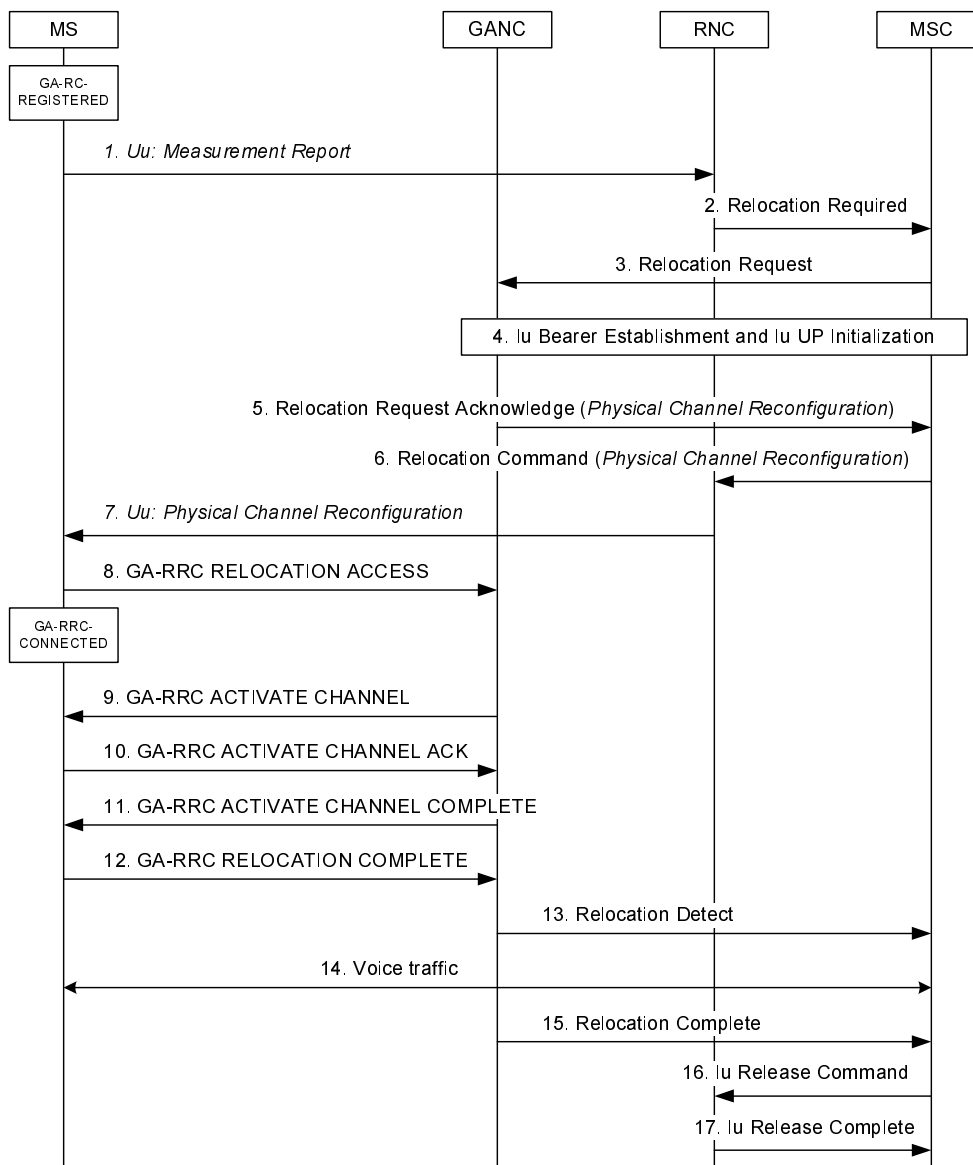 MS
GANC
RNC
MSC
GA-RC-
REGISTERED
1. Uu: Measurement Report
2. Relocation Required
3. Relocation Request
4. Iu Bearer Establishment and Iu UP Initialization
5. Relocation Request Acknowledge (Physical Channel Reconfiguration)
6. Relocation Command (Physical Channel Reconfiguration)
7. Uu: Physical Channel Reconfiguration
8. GA-RRC RELOCATION ACCESS
GA-RRC-
CONNECTED
9. GA-RRC ACTIVATE CHANNEL
10. GA-RRC ACTIVATE CHANNEL ACK
11. GA-RRC ACTIVATE CHANNEL COMPLETE
12. GA-RRC RELOCATION COMPLETE
13. Relocation Detect
14. Voice traffic
15. Relocation Complete
16. Iu Release Command
17. Iu Release Complete